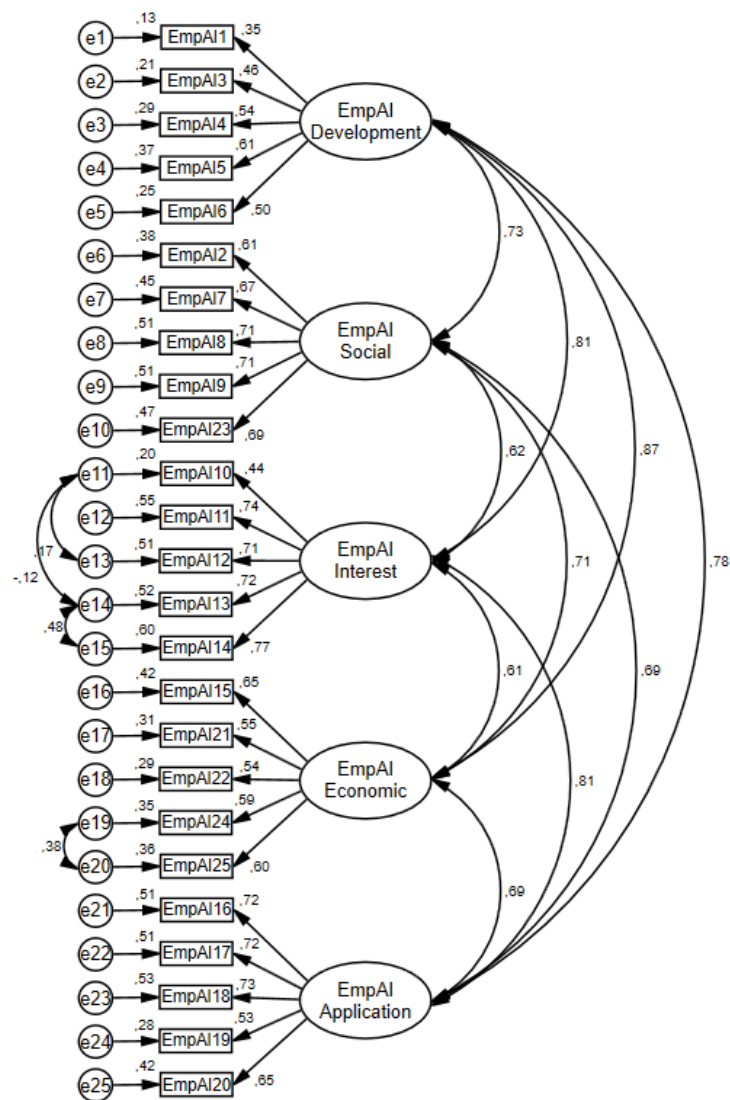 ,13
e1 EmpAI1 ,35
,21
e2 EmpAI3 ,46
,29
e3 EmpAI4 ,54
,37
e4 EmpAI5 ,61
,25
e5 EmpAI6 ,50
EmpAI
Development
,38
e6 EmpAI2 ,61
,45
e7 EmpAI7 ,67
,51
e8 EmpAI8 ,71
,51
e9 EmpAI9 ,71
,47
e10 EmpAI23 ,69
EmpAI
Social
,20
e11 EmpAI10 ,44
,55
e12 EmpAI11 ,74
,51
e13 EmpAI12 ,71
,52
e14 EmpAI13 ,72
,60
e15 EmpAI14 ,77
EmpAI
Interest
,17
-,12
,48
,42
e16 EmpAI15 ,65
,31
e17 EmpAI21 ,55
,29
e18 EmpAI22 ,54
,35
e19 EmpAI24 ,59
,36
e20 EmpAI25 ,60
EmpAI
Economic
,38
,51
e21 EmpAI16 ,72
,51
e22 EmpAI17 ,72
,53
e23 EmpAI18 ,73
,28
e24 EmpAI19 ,53
,42
e25 EmpAI20 ,65
EmpAI
Application
,73
,81
,62
,87
,71
,78
,61
,69
,81
,69